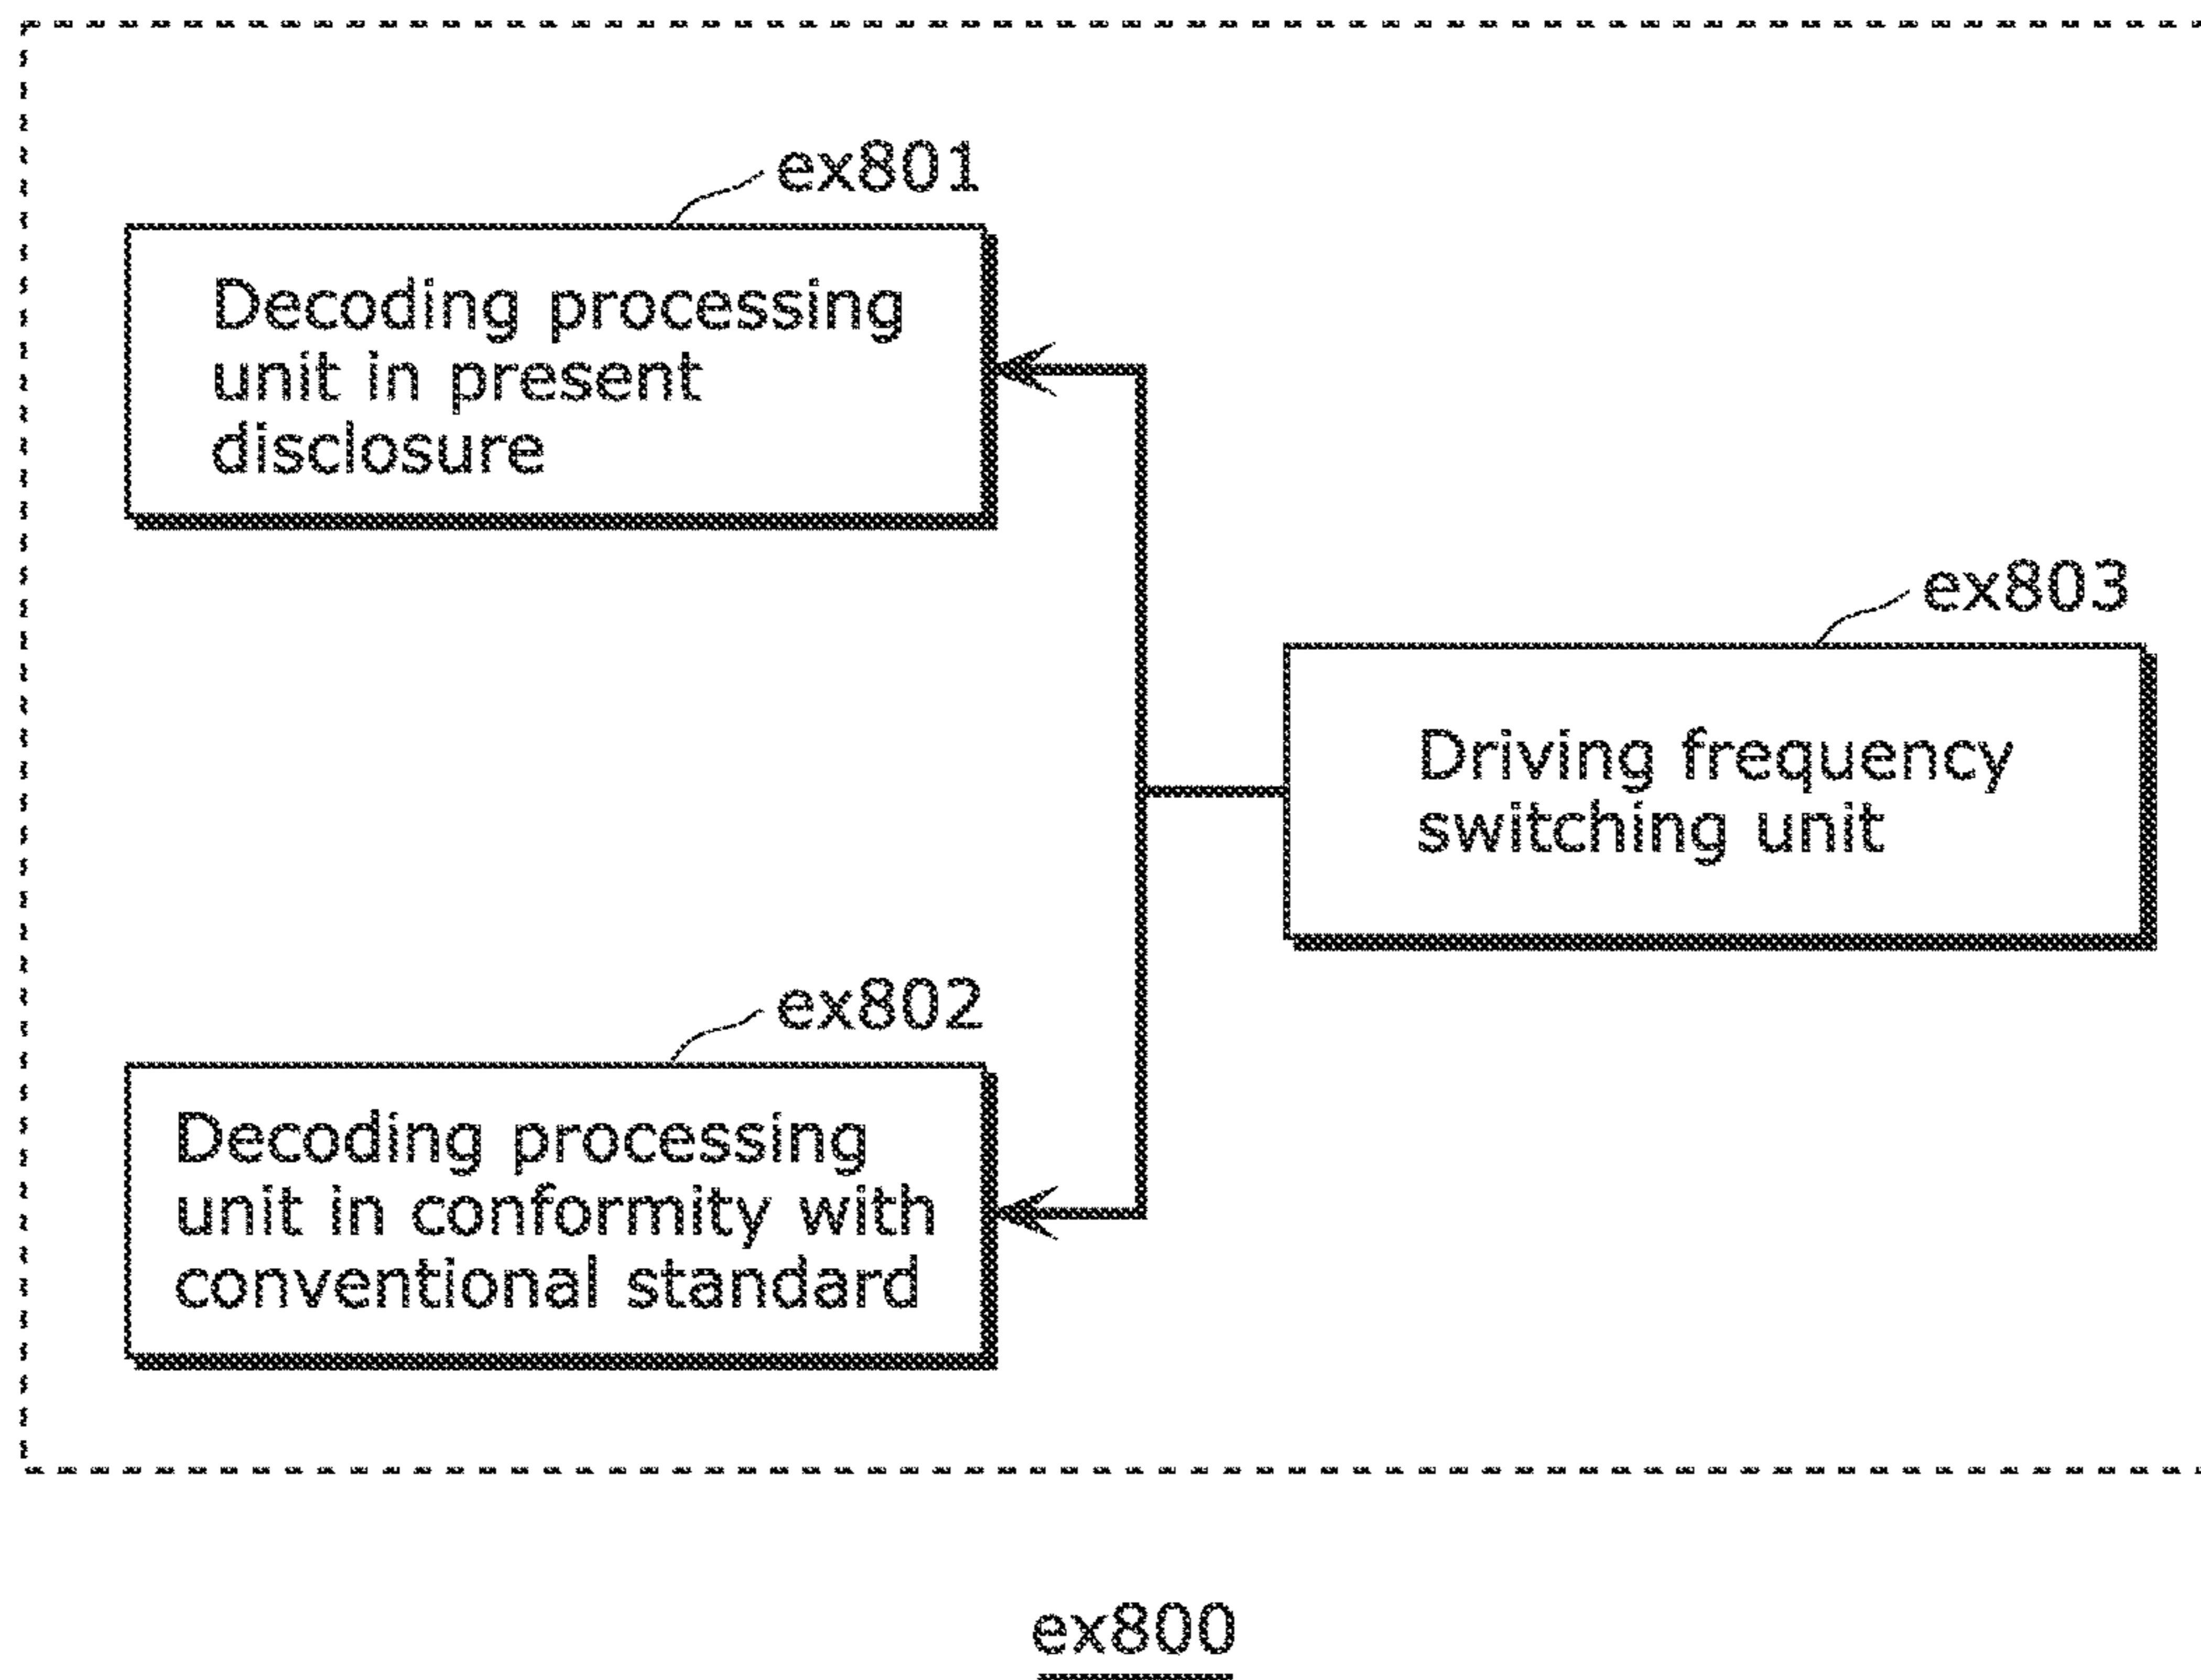 ex801
Decoding processing
unit in present
disclosure
ex803
Driving frequency
switching unit
ex802
Decoding processing
unit in conformity with
conventional standard
ex800